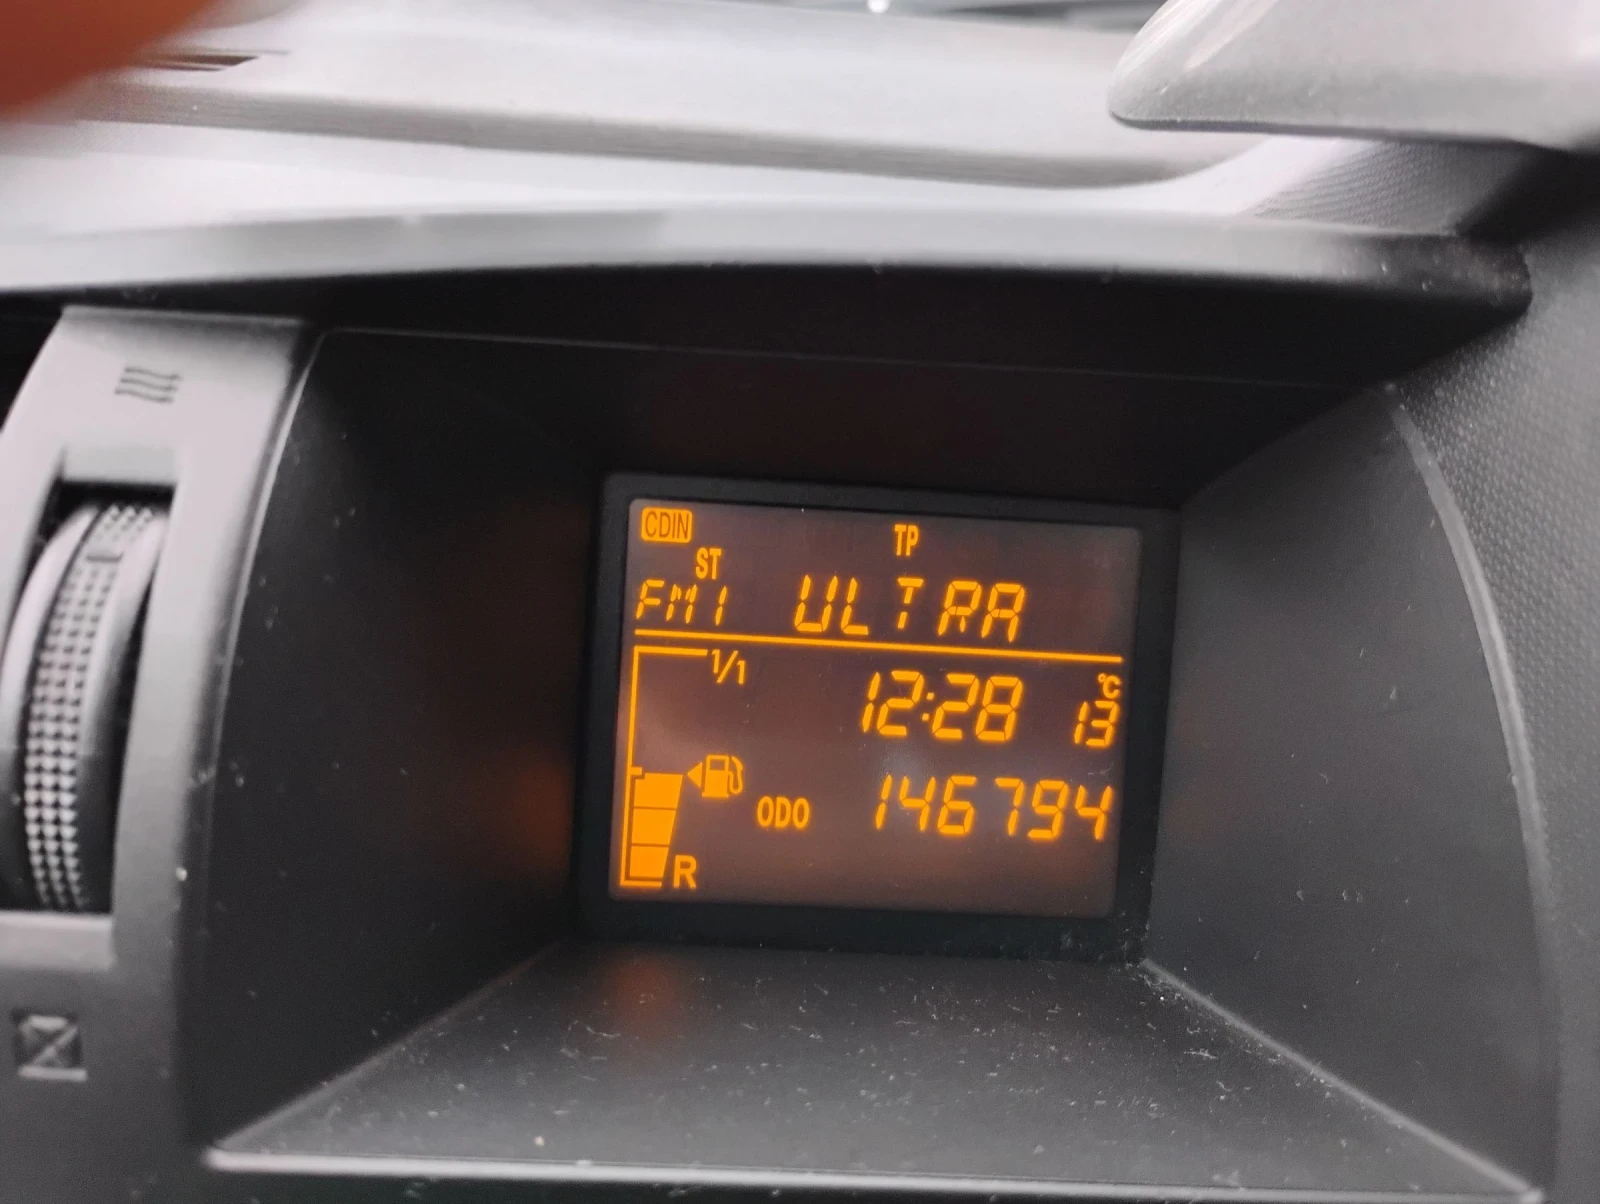 CDIN TP
ST
FM1 ULTRA
1/1 12:28 13 °C
ODO 146794
R